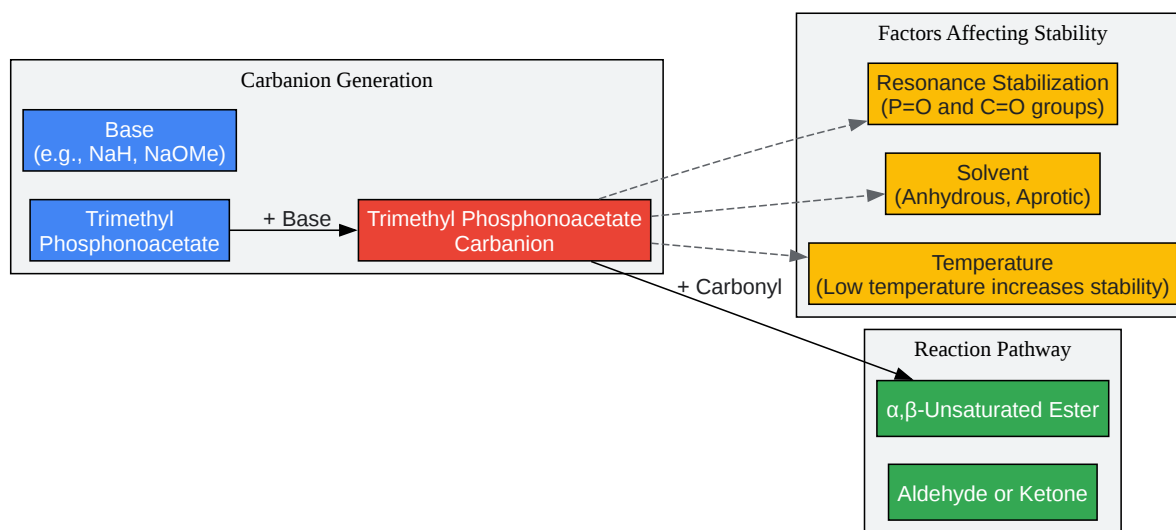 Carbanion Generation
Base
(e.g., NaH, NaOMe)
Trimethyl
Phosphonoacetate
+ Base
Trimethyl Phosphonoacetate
Carbanion
Factors Affecting Stability
Resonance Stabilization
(P=O and C=O groups)
Solvent
(Anhydrous, Aprotic)
Temperature
(Low temperature increases stability)
+ Carbonyl
Reaction Pathway
α,β-Unsaturated Ester
Aldehyde or Ketone